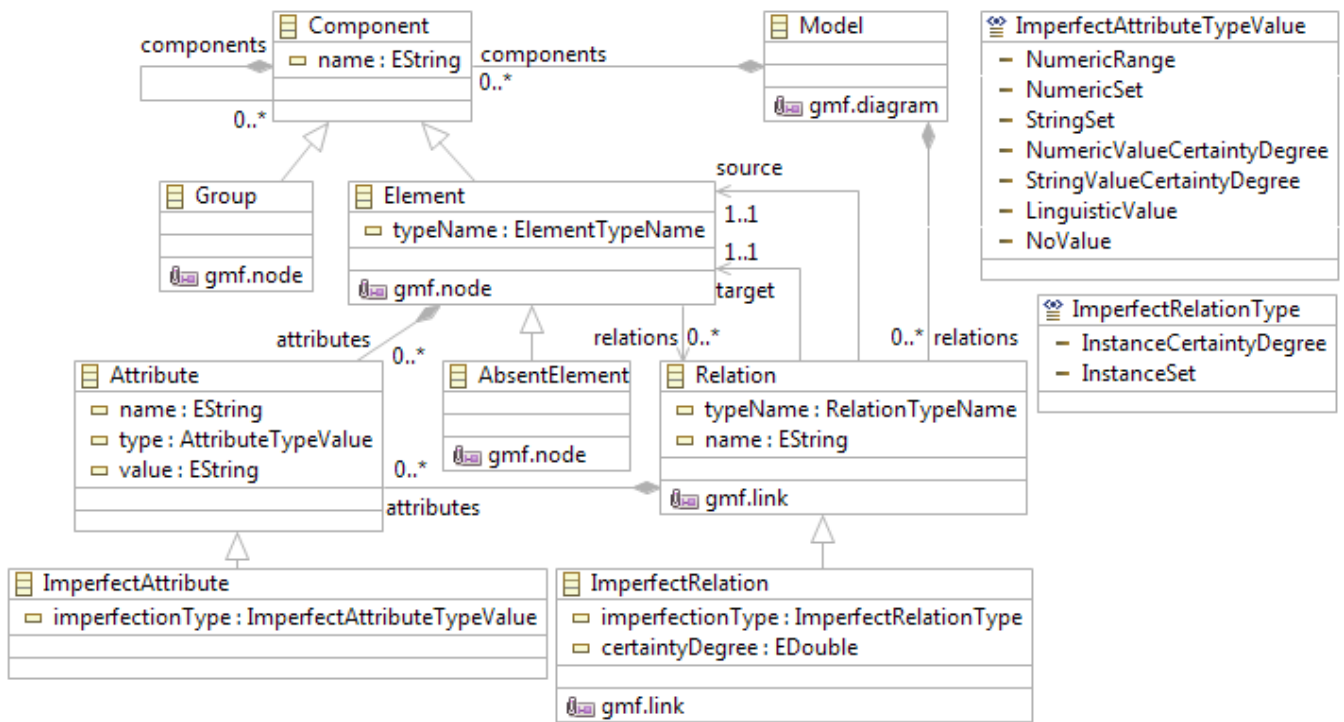 Component
name : EString
components
0..*
components
0..*
Model
gmf.diagram
ImperfectAttributeTypeValue
NumericRange
NumericSet
StringSet
NumericValueCertaintyDegree
StringValueCertaintyDegree
LinguisticValue
NoValue
Group
gmf.node
Element
typeName : ElementTypeName
gmf.node
source
1..1
1..1
target
ImperfectRelationType
InstanceCertaintyDegree
InstanceSet
attributes
0..*
relations 0..*
0..* relations
Attribute
name : EString
type : AttributeTypeValue
value : EString
AbsentElement
gmf.node
Relation
typeName : RelationTypeName
name : EString
gmf.link
0..*
attributes
ImperfectAttribute
imperfectionType : ImperfectAttributeTypeValue
ImperfectRelation
imperfectionType : ImperfectRelationType
certaintyDegree : EDouble
gmf.link